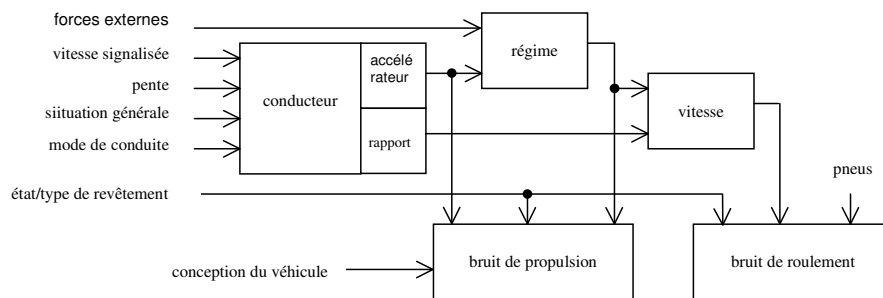 forces externes
vitesse signalisée
pente
siituation générale
mode de conduite
état/type de revêtement
conception du véhicule
conducteur
accélé
rateur
rapport
régime
vitesse
pneus
bruit de propulsion
bruit de roulement